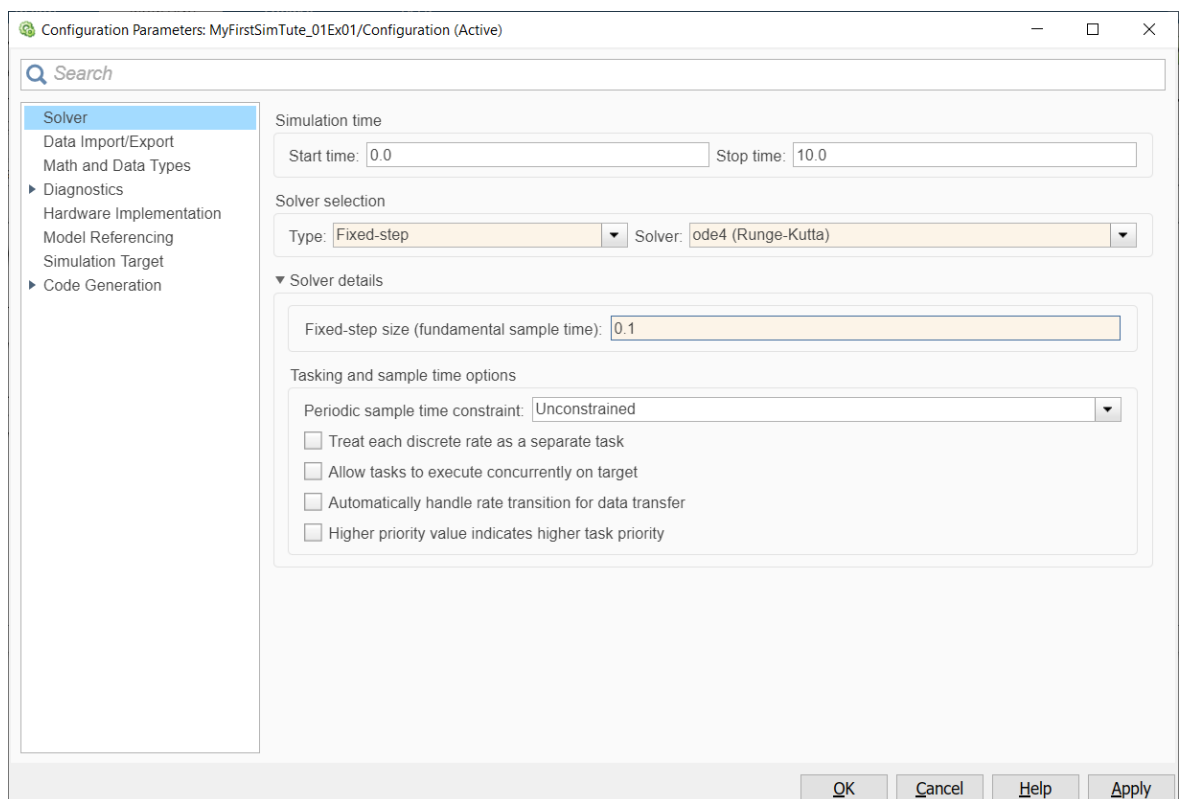 Configuration Parameters: MyFirstSimTute_01Ex01/Configuration (Active)
Search
Solver
Data Import/Export
Math and Data Types
Diagnostics
Hardware Implementation
Model Referencing
Simulation Target
Code Generation
Simulation time
Start time: 0.0 Stop time: 10.0
Solver selection
Type: Fixed-step Solver: ode4 (Runge-Kutta)
Solver details
Fixed-step size (fundamental sample time): 0.1
Tasking and sample time options
Periodic sample time constraint: Unconstrained
Treat each discrete rate as a separate task
Allow tasks to execute concurrently on target
Automatically handle rate transition for data transfer
Higher priority value indicates higher task priority
OK Cancel Help Apply